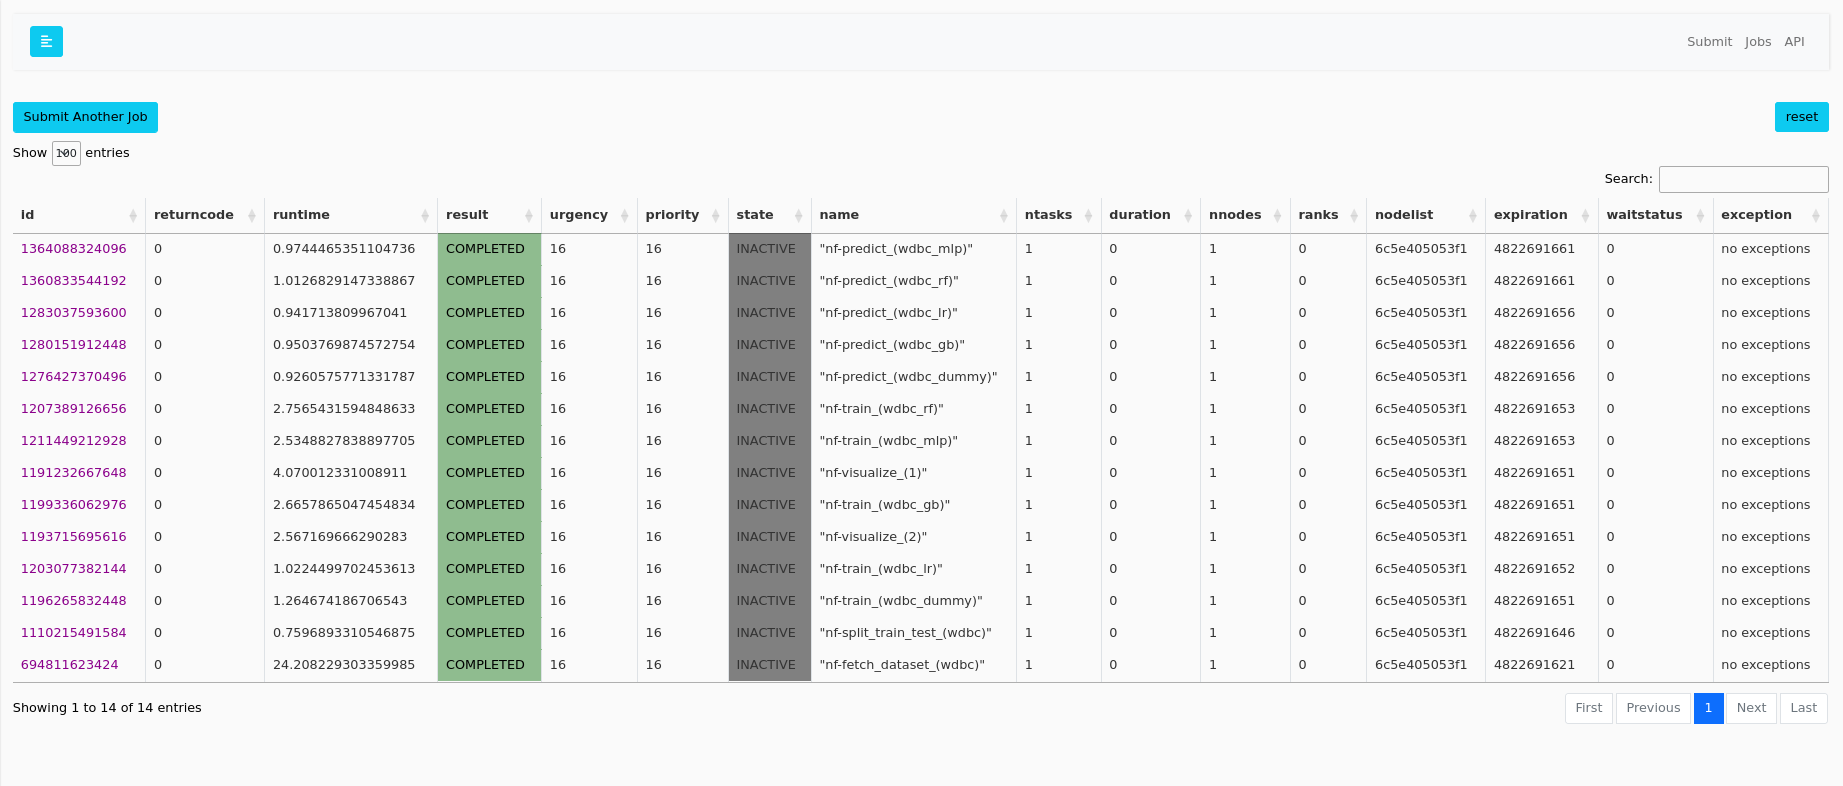 Submit Jobs API
Submit Another Job reset
Show 100 entries
Search:
id returncode runtime result urgency priority state name ntasks duration nnodes ranks nodelist expiration waitstatus exception
1364088324096 0 0.9744465351104736 COMPLETED 16 16 INACTIVE "nf-predict_(wdbc_mlp)" 1 0 1 0 6c5e405053f1 4822691661 0 no exceptions
1360833544192 0 1.0126829147338867 COMPLETED 16 16 INACTIVE "nf-predict_(wdbc_rf)" 1 0 1 0 6c5e405053f1 4822691661 0 no exceptions
1283037593600 0 0.941713809967041 COMPLETED 16 16 INACTIVE "nf-predict_(wdbc_lr)" 1 0 1 0 6c5e405053f1 4822691656 0 no exceptions
1280151912448 0 0.9503769874572754 COMPLETED 16 16 INACTIVE "nf-predict_(wdbc_gb)" 1 0 1 0 6c5e405053f1 4822691656 0 no exceptions
1276427370496 0 0.9260575771331787 COMPLETED 16 16 INACTIVE "nf-predict_(wdbc_dummy)" 1 0 1 0 6c5e405053f1 4822691656 0 no exceptions
1207389126656 0 2.7565431594848633 COMPLETED 16 16 INACTIVE "nf-train_(wdbc_rf)" 1 0 1 0 6c5e405053f1 4822691653 0 no exceptions
1211449212928 0 2.5348827838897705 COMPLETED 16 16 INACTIVE "nf-train_(wdbc_mlp)" 1 0 1 0 6c5e405053f1 4822691653 0 no exceptions
1191232667648 0 4.070012331008911 COMPLETED 16 16 INACTIVE "nf-visualize_(1)" 1 0 1 0 6c5e405053f1 4822691651 0 no exceptions
1199336062976 0 2.6657865047454834 COMPLETED 16 16 INACTIVE "nf-train_(wdbc_gb)" 1 0 1 0 6c5e405053f1 4822691651 0 no exceptions
1193715695616 0 2.567169666290283 COMPLETED 16 16 INACTIVE "nf-visualize_(2)" 1 0 1 0 6c5e405053f1 4822691651 0 no exceptions
1203077382144 0 1.0224499702453613 COMPLETED 16 16 INACTIVE "nf-train_(wdbc_lr)" 1 0 1 0 6c5e405053f1 4822691652 0 no exceptions
1196265832448 0 1.264674186706543 COMPLETED 16 16 INACTIVE "nf-train_(wdbc_dummy)" 1 0 1 0 6c5e405053f1 4822691651 0 no exceptions
1110215491584 0 0.7596893310546875 COMPLETED 16 16 INACTIVE "nf-split_train_test_(wdbc)" 1 0 1 0 6c5e405053f1 4822691646 0 no exceptions
694811623424 0 24.208229303359985 COMPLETED 16 16 INACTIVE "nf-fetch_dataset_(wdbc)" 1 0 1 0 6c5e405053f1 4822691621 0 no exceptions
Showing 1 to 14 of 14 entries First Previous 1 Next Last